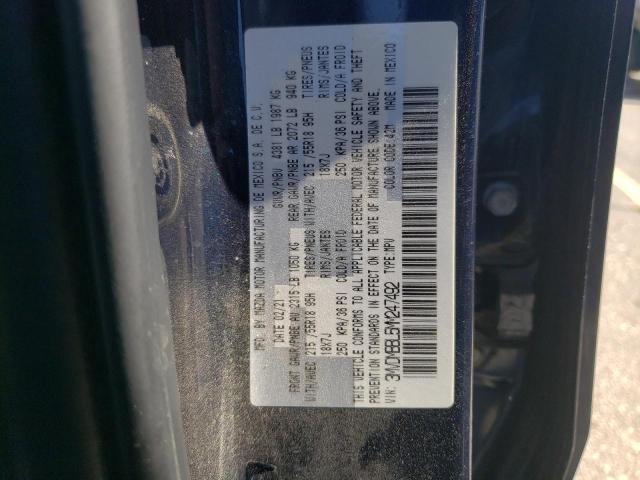 MFD. BY MAZDA MOTOR MANUFACTURING DE MEXICO S.A. DE C.V.
DATE 02/21 GVWR/PNBV 4381 LB 1987 KG
FRONT GAWR/PNBE AV 2315 LB 1050 KG REAR GAWR/PNBE AR 2072 LB 940 KG
WITH/AVEC 215/55R18 95H TIRES/PNEUS WITH/AVEC 215/55R18 95H TIRES/PNEUS
18X7J RIMS/JANTES 18X7J RIMS/JANTES
250 KPA/36 PSI COLD/A FROID 250 KPA/36 PSI COLD/A FROID
THIS VEHICLE CONFORMS TO ALL APPLICABLE FEDERAL MOTOR VEHICLE SAFETY AND THEFT
PREVENTION STANDARDS IN EFFECT ON THE DATE OF MANUFACTURE SHOWN ABOVE.
VIN: 3MVDMBBL5MM247492 TYPE:MPV COLOR CODE:42M MADE IN MEXICO